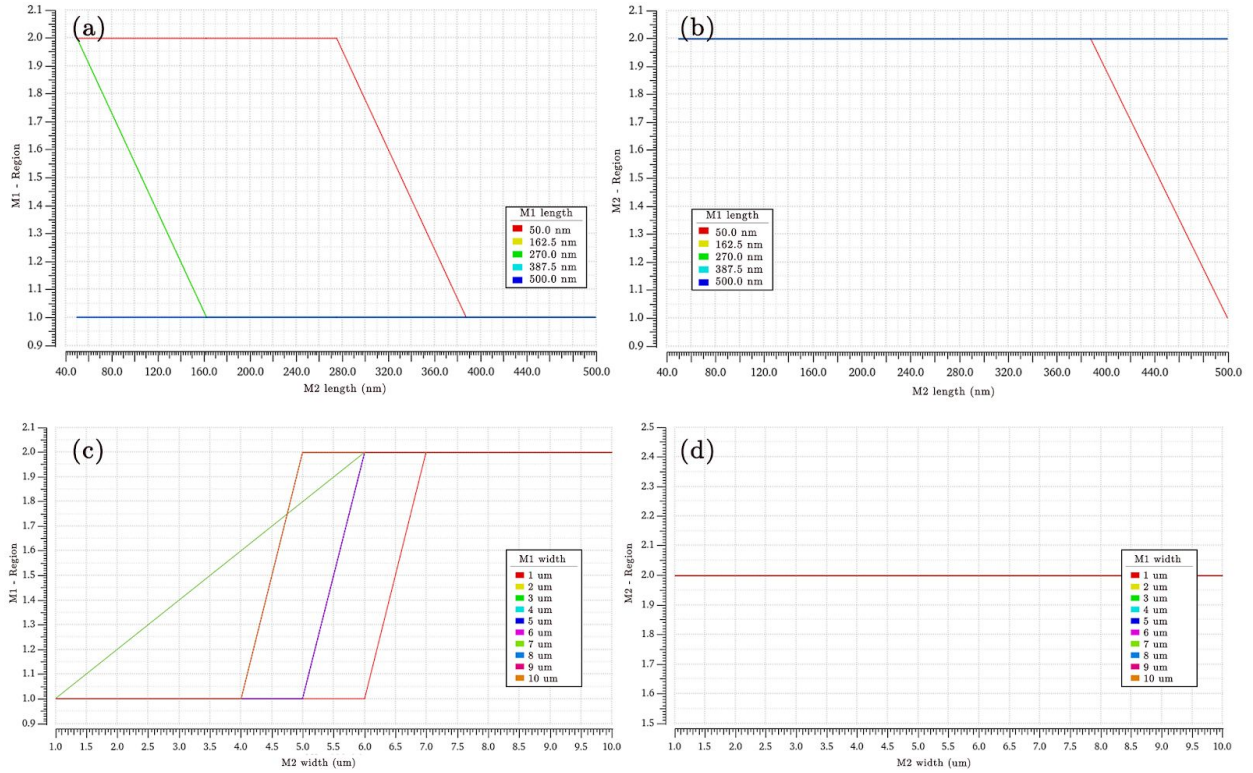 (a)
2.1
2.0
1.9
1.8
1.7
1.6
1.5
1.4
1.3
1.2
1.1
1.0
0.9
M1 - Region
M1 length
50.0 nm
162.5 nm
270.0 nm
387.5 nm
500.0 nm
40.0 80.0 120.0 160.0 200.0 240.0 280.0 320.0 360.0 400.0 440.0 500.0
M2 length (nm)
(b)
2.1
2.0
1.9
1.8
1.7
1.6
1.5
1.4
1.3
1.2
1.1
1.0
0.9
M2 - Region
M1 length
50.0 nm
162.5 nm
270.0 nm
387.5 nm
500.0 nm
40.0 80.0 120.0 160.0 200.0 240.0 280.0 320.0 360.0 400.0 440.0 500.0
M2 length (nm)
(c)
2.1
2.0
1.9
1.8
1.7
1.6
1.5
1.4
1.3
1.2
1.1
1.0
0.9
M1 - Region
M1 width
1 um
2 um
3 um
4 um
5 um
6 um
7 um
8 um
9 um
10 um
1.0 1.5 2.0 2.5 3.0 3.5 4.0 4.5 5.0 5.5 6.0 6.5 7.0 7.5 8.0 8.5 9.0 9.5 10.0
M2 width (um)
(d)
2.5
2.4
2.3
2.2
2.1
2.0
1.9
1.8
1.7
1.6
1.5
M2 - Region
M1 width
1 um
2 um
3 um
4 um
5 um
6 um
7 um
8 um
9 um
10 um
1.0 1.5 2.0 2.5 3.0 3.5 4.0 4.5 5.0 5.5 6.0 6.5 7.0 7.5 8.0 8.5 9.0 9.5 10.0
M2 width (um)